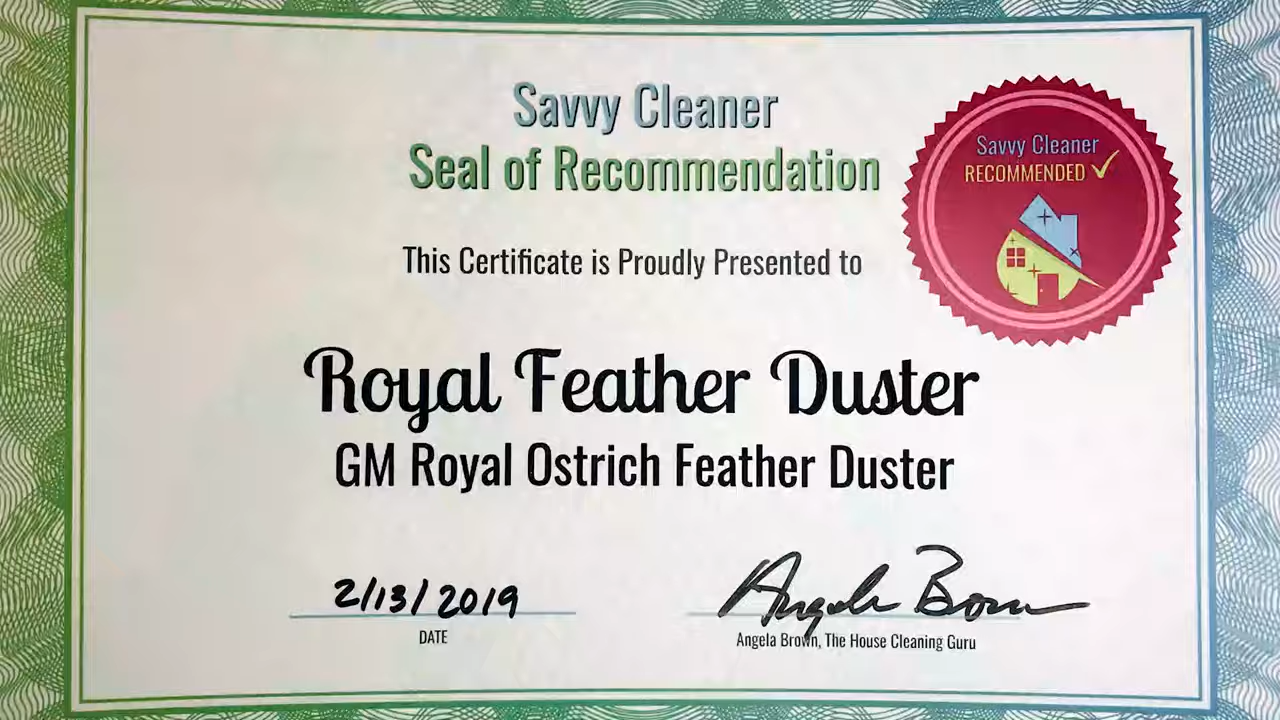 Savvy Cleaner
Seal of Recommendation
Savvy Cleaner
RECOMMENDED
This Certificate is Proudly Presented to
Royal Feather Duster
GM Royal Ostrich Feather Duster
2/13/2019
DATE
Angela Brown
Angela Brown, The House Cleaning Guru